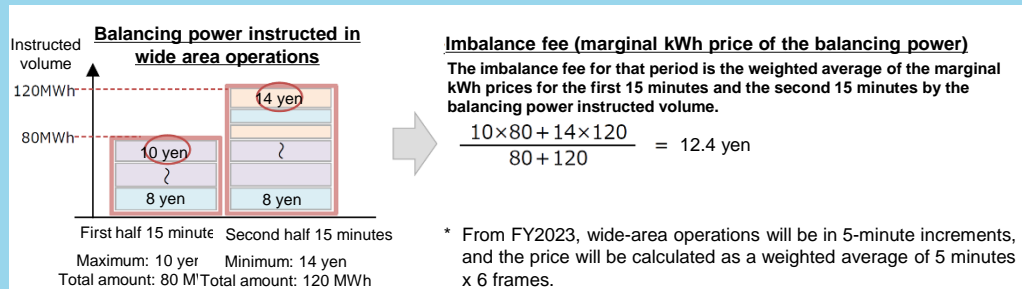 Balancing power instructed in
wide area operations
Instructed
volume
120MWh
80MWh
14 yen
10 yen
8 yen
8 yen
First half 15 minute
Second half 15 minutes
Maximum: 10 yen
Minimum: 14 yen
Total amount: 80 M
Total amount: 120 MWh
Imbalance fee (marginal kWh price of the balancing power)
The imbalance fee for that period is the weighted average of the marginal
kWh prices for the first 15 minutes and the second 15 minutes by the
balancing power instructed volume.
10×80+14×120
80+120
= 12.4 yen
* From FY2023, wide-area operations will be in 5-minute increments,
and the price will be calculated as a weighted average of 5 minutes
x 6 frames.